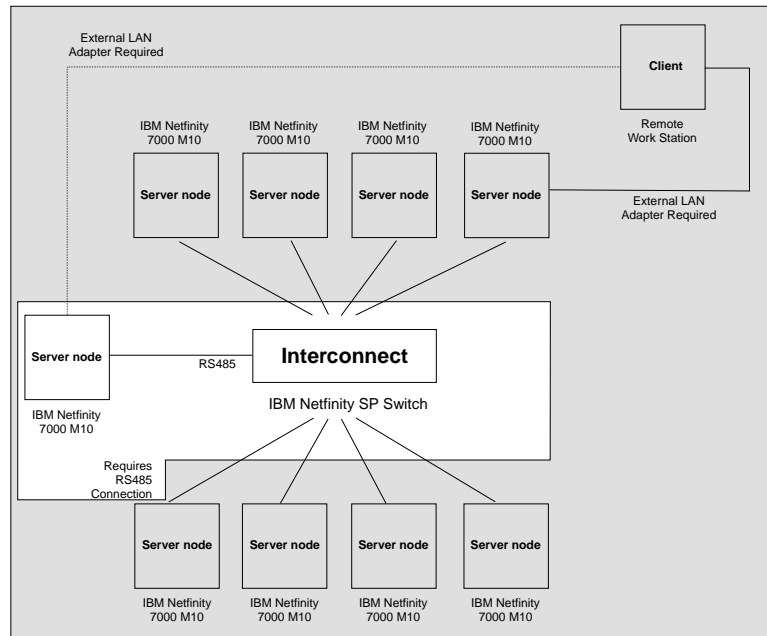 External LAN
Adapter Required
Client
Remote
Work Station
IBM Netfinity
7000 M10
IBM Netfinity
7000 M10
IBM Netfinity
7000 M10
IBM Netfinity
7000 M10
Server node
Server node
Server node
Server node
External LAN
Adapter Required
Server node
RS485
Interconnect
IBM Netfinity SP Switch
IBM Netfinity
7000 M10
Requires
RS485
Connection
Server node
Server node
Server node
Server node
IBM Netfinity
7000 M10
IBM Netfinity
7000 M10
IBM Netfinity
7000 M10
IBM Netfinity
7000 M10